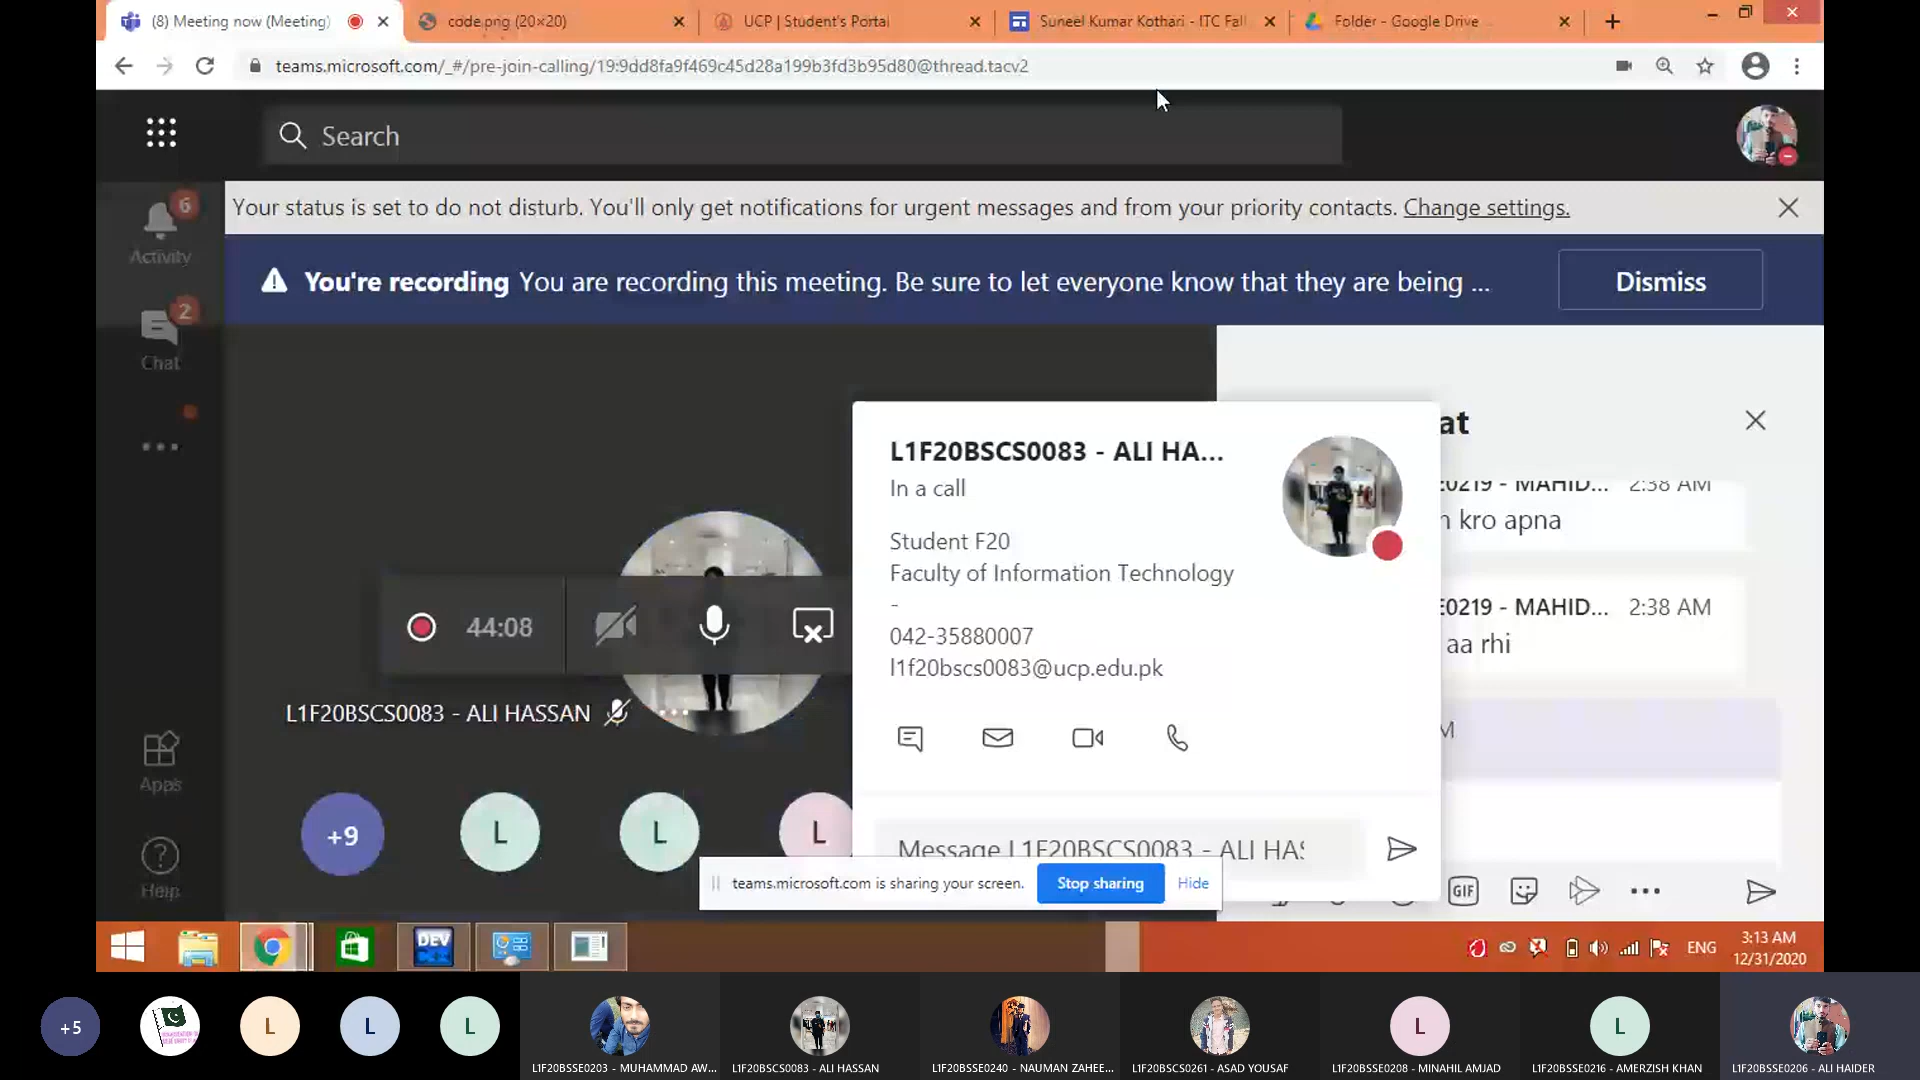 (8) Meeting now (Meeting)
code.png (20×20)
UCP | Student's Portal
Suneel Kumar Kothari - ITC Fall
Folder - Google Drive
teams.microsoft.com/_#/pre-join-calling/19:9dd8fa9f469c45d28a199b3fd3b95d80@thread.tacv2
Search
6
Activity
Your status is set to do not disturb. You'll only get notifications for urgent messages and from your priority contacts. Change settings.
You're recording You are recording this meeting. Be sure to let everyone know that they are being ...
Dismiss
2
Chat
at
L1F20BSCS0083 - ALI HA...
In a call
Student F20
Faculty of Information Technology
-
042-35880007
l1f20bscs0083@ucp.edu.pk
E0219 - MAHID... 2:38 AM
kro apna
E0219 - MAHID... 2:38 AM
aa rhi
M
44:08
L1F20BSCS0083 - ALI HASSAN
Apps
Help
+9
L
L
L
Message L1F20BSCS0083 - ALI HAS
teams.microsoft.com is sharing your screen.
Stop sharing
Hide
GIF
DEV
C++
ENG
3:13 AM
12/31/2020
+5
L
L
L
L
L
L1F20BSSE0203 - MUHAMMAD AW...
L1F20BSCS0083 - ALI HASSAN
L1F20BSSE0240 - NAUMAN ZAHEE...
L1F20BSCS0261 - ASAD YOUSAF
L1F20BSSE0208 - MINAHIL AMJAD
L1F20BSSE0216 - AMERZISH KHAN
L1F20BSSE0206 - ALI HAIDER